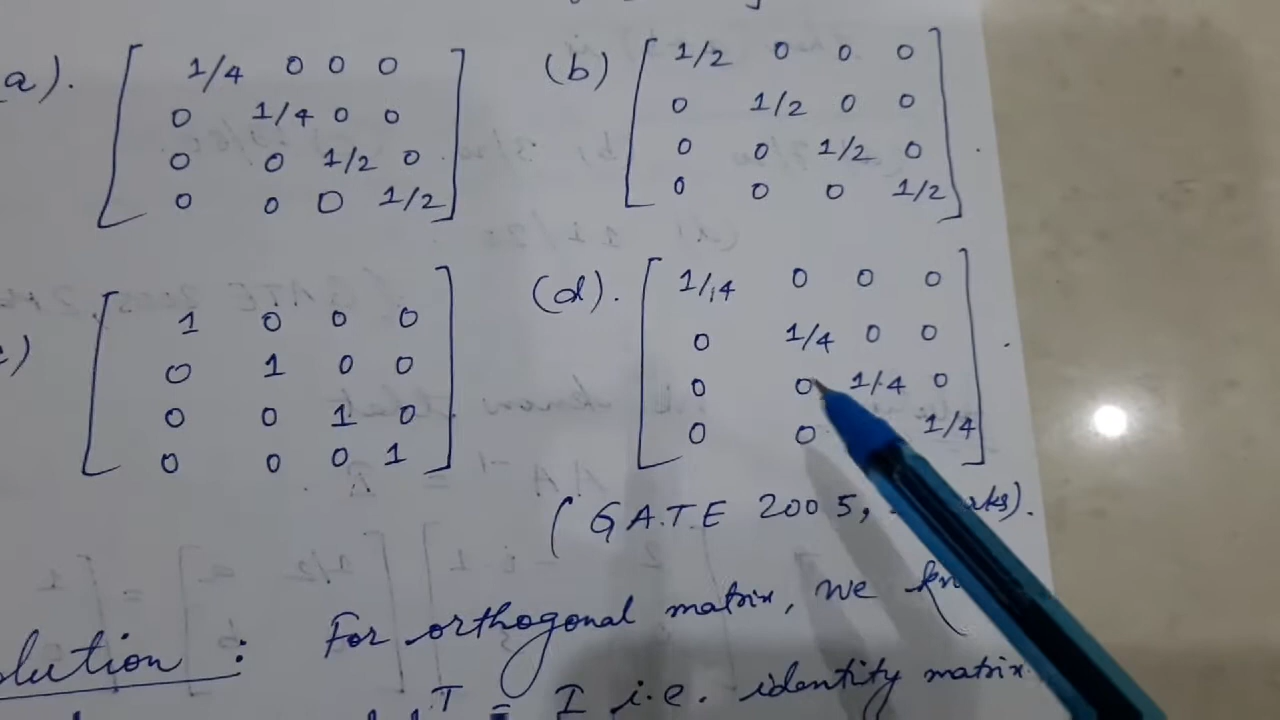 a).
1/4 0 0 0
0 1/4 0 0
0 0 1/2 0
0 0 0 1/2
(b)
1/2 0 0 0
0 1/2 0 0
0 0 1/2 0
0 0 0 1/2
)
1 0 0 0
0 1 0 0
0 0 1 0
0 0 0 1
(d).
1/4 0 0 0
0 1/4 0 0
0 0 1/4 0
0 0 1/4
(GATE 2005,
lution :
For orthogonal matrix, we
T = I i.e. identity matrix